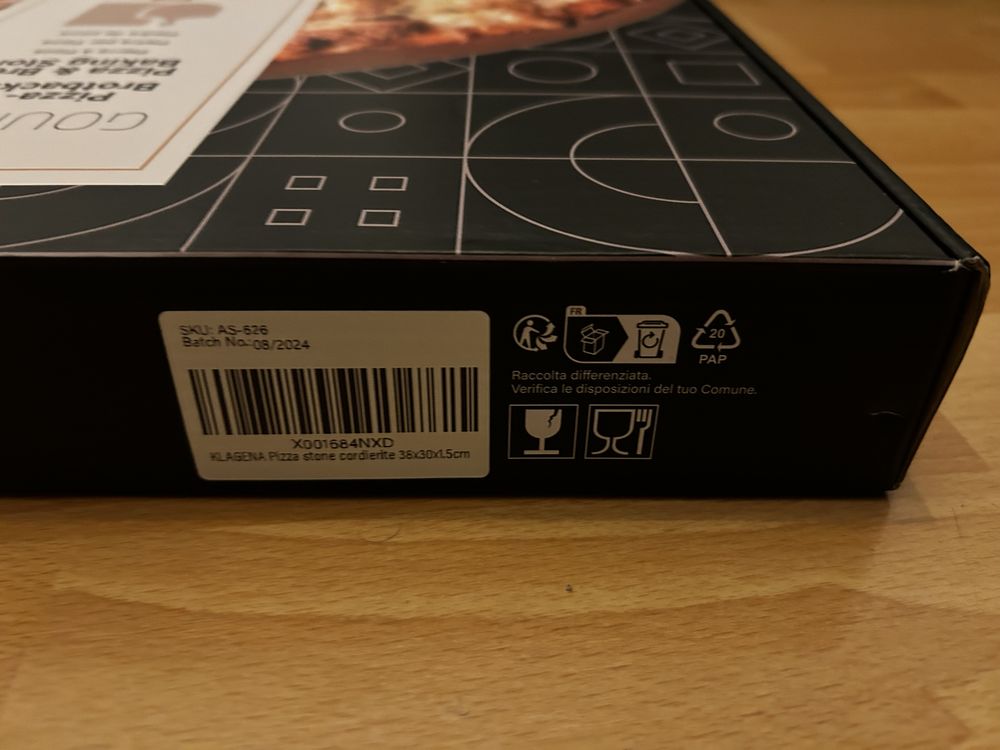 GOU
Pizza-
Brotback
Pizza & Bro
Baking Sto
SKU: AS-626
Batch No.:08/2024
X001684NXD
KLAGENA Pizza stone cordierite 38x30x1.5cm
FR
20
PAP
Raccolta differenziata.
Verifica le disposizioni del tuo Comune.